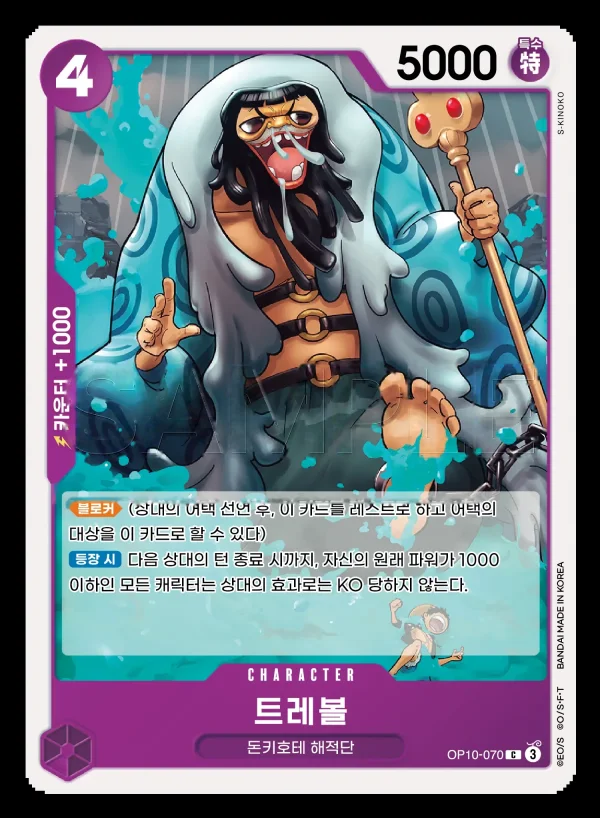 4
5000
특수
特
S-KINOKO
카운터 +1000
SAMPLE
블로커 (상대의 어택 선언 후, 이 카드를 레스트로 하고 어택의
대상을 이 카드로 할 수 있다)
등장 시 다음 상대의 턴 종료 시까지, 자신의 원래 파워가 1000
이하인 모든 캐릭터는 상대의 효과로는 KO 당하지 않는다.
CHARACTER
트레볼
돈키호테 해적단
OP10-070 C 3
©EO/S ©O/S·F·T BANDAI MADE IN KOREA